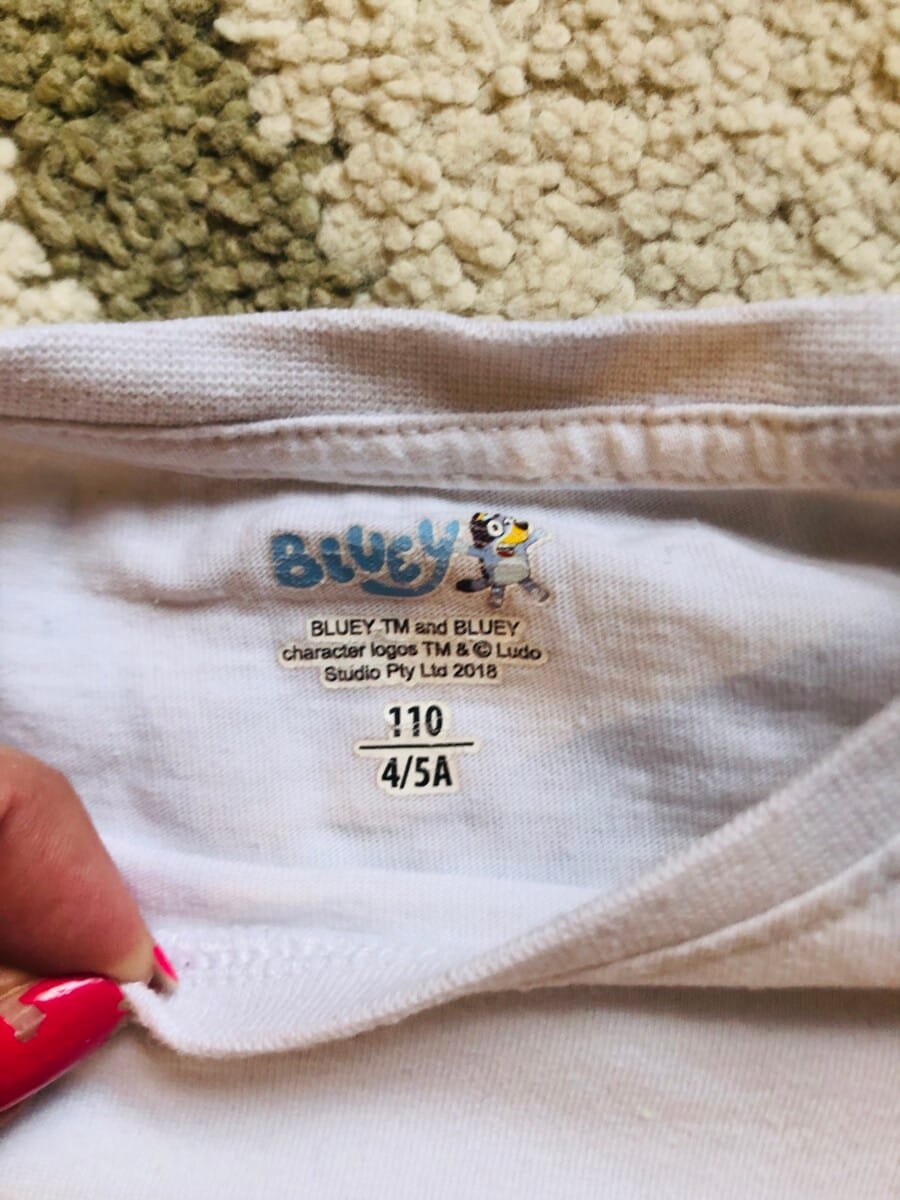 BLUEY
BLUEY TM and BLUEY
character logos TM & © Ludo
Studio Pty Ltd 2018
110
4/5A